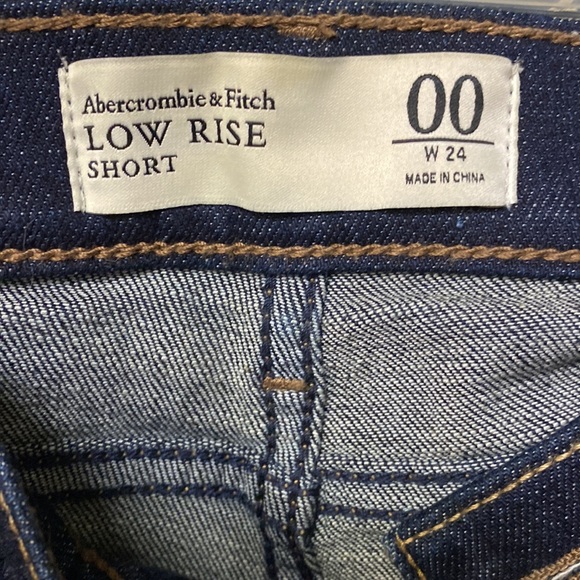 Abercrombie & Fitch
LOW RISE
SHORT
00
W 24
MADE IN CHINA